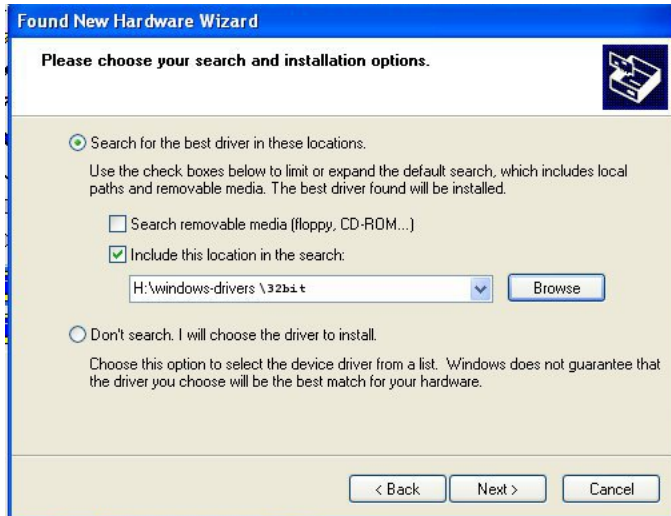 Found New Hardware Wizard
Please choose your search and installation options.
Search for the best driver in these locations.
Use the check boxes below to limit or expand the default search, which includes local
paths and removable media. The best driver found will be installed.
Search removable media (floppy, CD-ROM...)
Include this location in the search:
H:\windows-drivers \32bit
Browse
Don't search. I will choose the driver to install.
Choose this option to select the device driver from a list. Windows does not guarantee that
the driver you choose will be the best match for your hardware.
< Back
Next >
Cancel